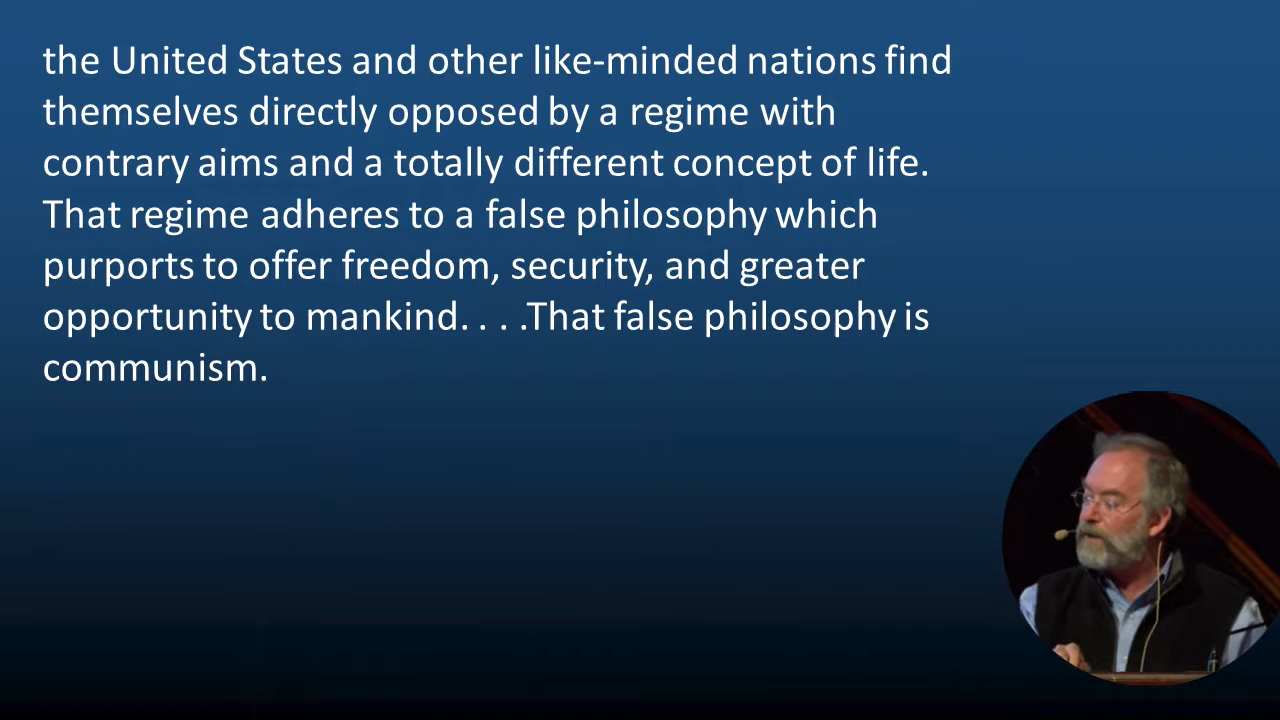 the United States and other like-minded nations find
themselves directly opposed by a regime with
contrary aims and a totally different concept of life.
That regime adheres to a false philosophy which
purports to offer freedom, security, and greater
opportunity to mankind. . . .That false philosophy is
communism.